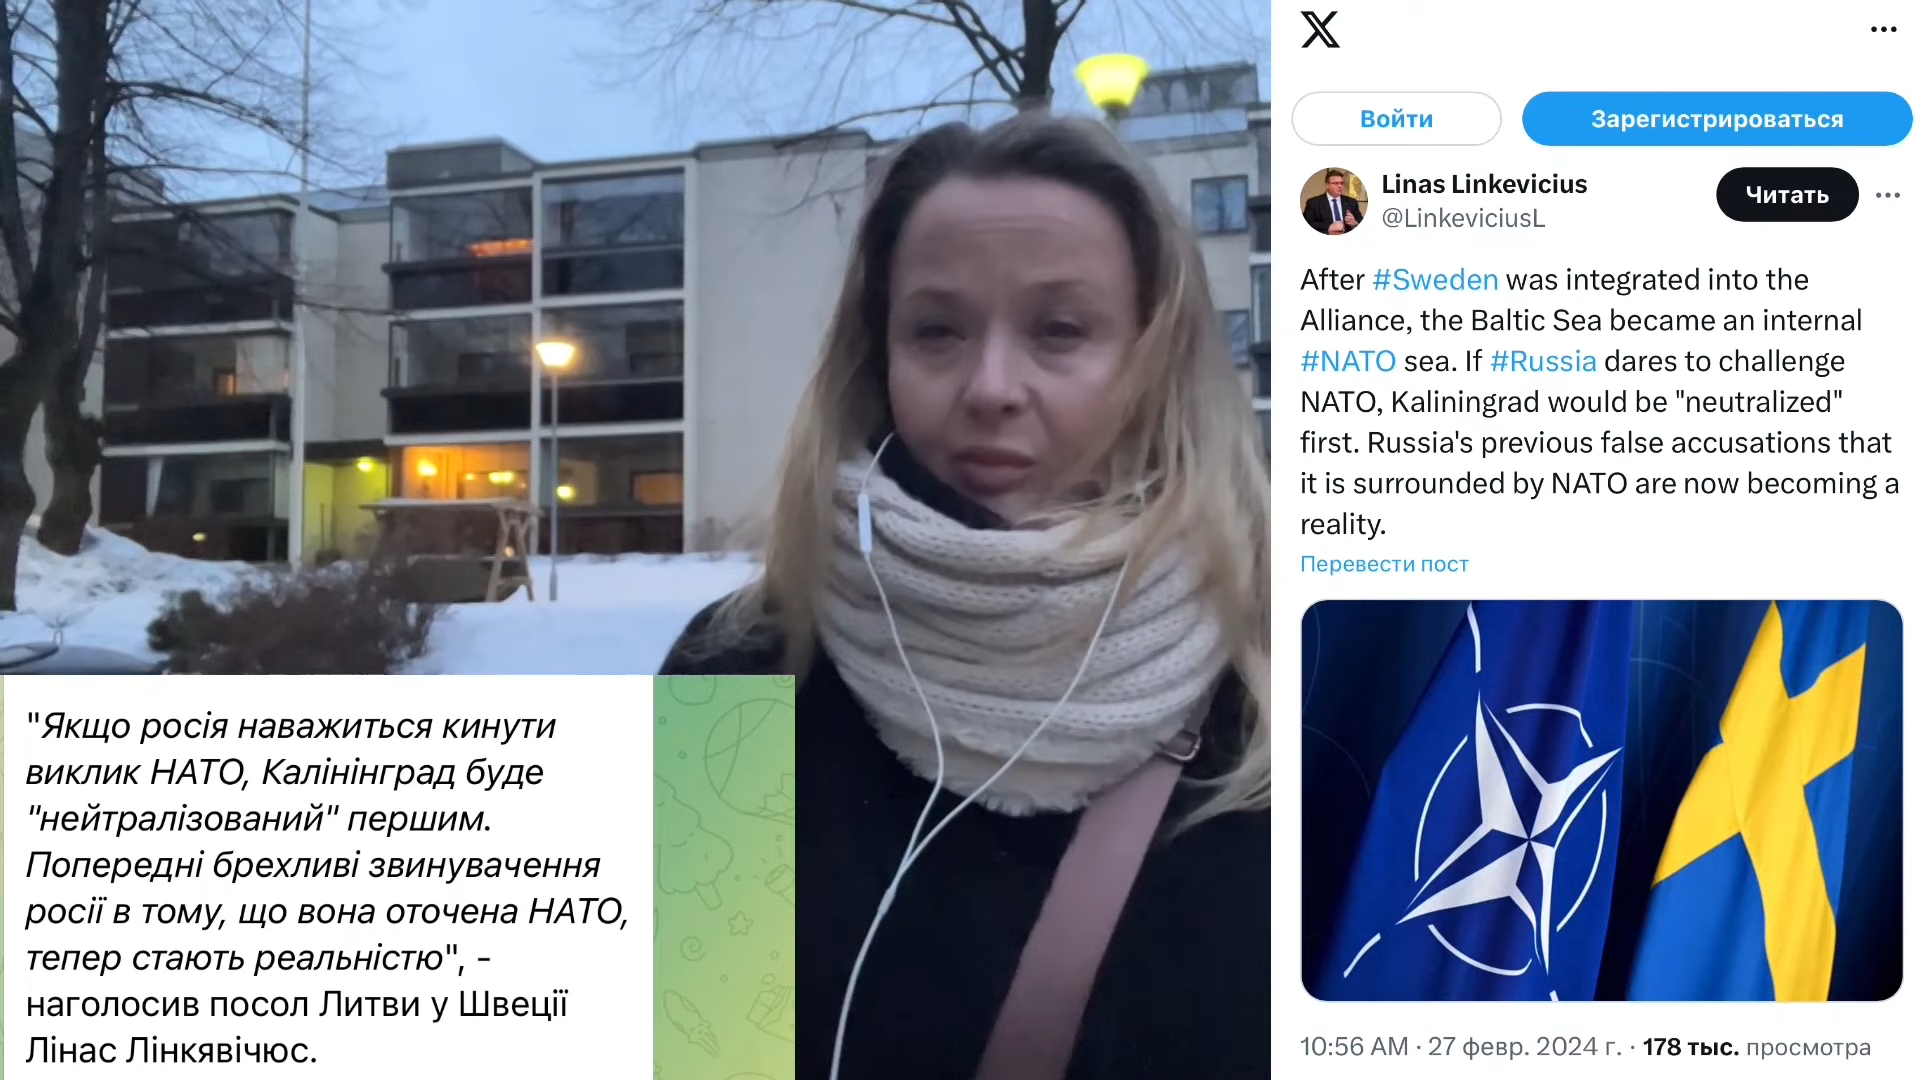 "Якщо росія наважиться кинути
виклик НАТО, Калінінград буде
"нейтралізований" першим.
Попередні брехливі звинувачення
росії в тому, що вона оточена НАТО,
тепер стають реальністю", -
наголосив посол Литви у Швеції
Лінас Лінкявічюс.
X
Войти
Зарегистрироваться
Linas Linkevicius
@LinkeviciusL
Читать
After #Sweden was integrated into the
Alliance, the Baltic Sea became an internal
#NATO sea. If #Russia dares to challenge
NATO, Kaliningrad would be "neutralized"
first. Russia's previous false accusations that
it is surrounded by NATO are now becoming a
reality.
Перевести пост
10:56 AM · 27 февр. 2024 г. · 178 тыс. просмотра